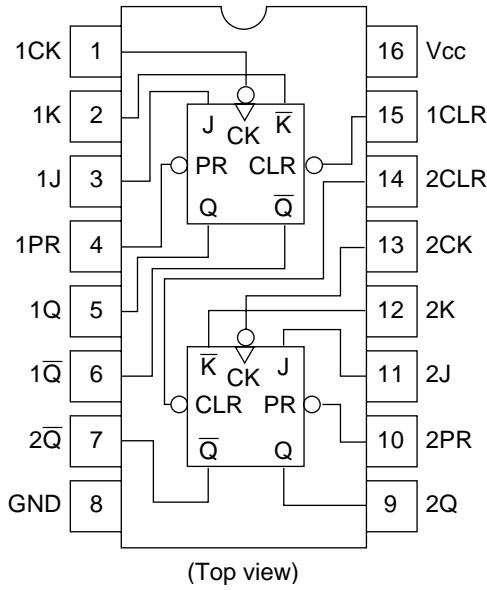 1CK 1 16 Vcc
1K 2 J CK K̅ 15 1CLR
1J 3 PR CLR 14 2CLR
1PR 4 Q Q̅ 13 2CK
1Q 5 12 2K
1Q̅ 6 K̅ CK J 11 2J
2Q̅ 7 CLR PR 10 2PR
GND 8 Q̅ Q 9 2Q
(Top view)